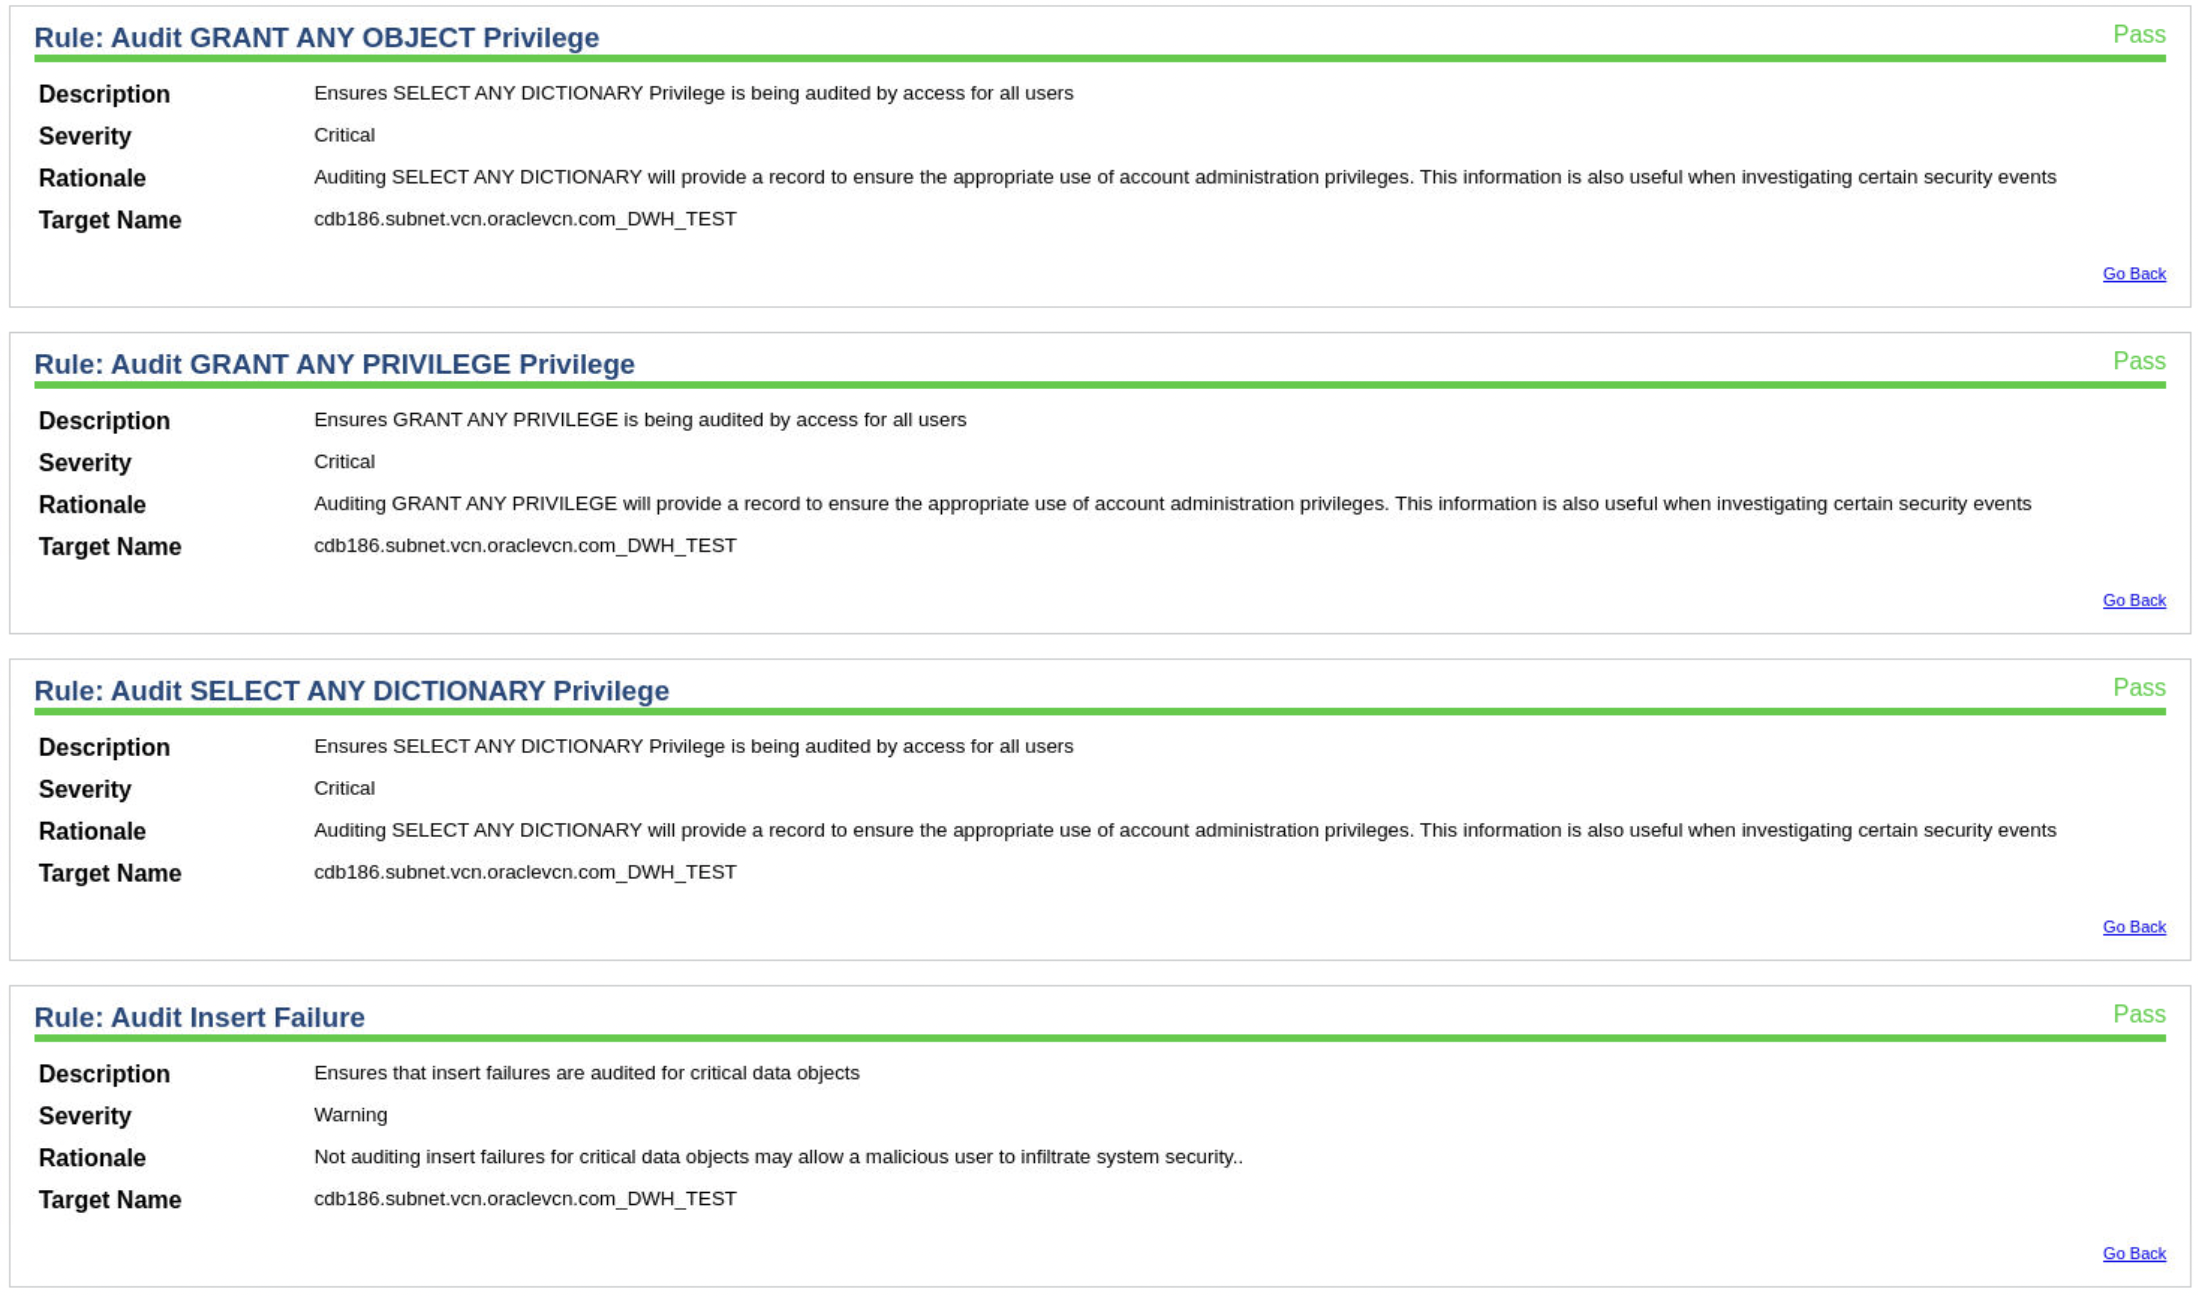 Rule: Audit GRANT ANY OBJECT Privilege Pass
Description Ensures SELECT ANY DICTIONARY Privilege is being audited by access for all users
Severity Critical
Rationale Auditing SELECT ANY DICTIONARY will provide a record to ensure the appropriate use of account administration privileges. This information is also useful when investigating certain security events
Target Name cdb186.subnet.vcn.oraclevcn.com_DWH_TEST
Go Back
Rule: Audit GRANT ANY PRIVILEGE Privilege Pass
Description Ensures GRANT ANY PRIVILEGE is being audited by access for all users
Severity Critical
Rationale Auditing GRANT ANY PRIVILEGE will provide a record to ensure the appropriate use of account administration privileges. This information is also useful when investigating certain security events
Target Name cdb186.subnet.vcn.oraclevcn.com_DWH_TEST
Go Back
Rule: Audit SELECT ANY DICTIONARY Privilege Pass
Description Ensures SELECT ANY DICTIONARY Privilege is being audited by access for all users
Severity Critical
Rationale Auditing SELECT ANY DICTIONARY will provide a record to ensure the appropriate use of account administration privileges. This information is also useful when investigating certain security events
Target Name cdb186.subnet.vcn.oraclevcn.com_DWH_TEST
Go Back
Rule: Audit Insert Failure Pass
Description Ensures that insert failures are audited for critical data objects
Severity Warning
Rationale Not auditing insert failures for critical data objects may allow a malicious user to infiltrate system security..
Target Name cdb186.subnet.vcn.oraclevcn.com_DWH_TEST
Go Back